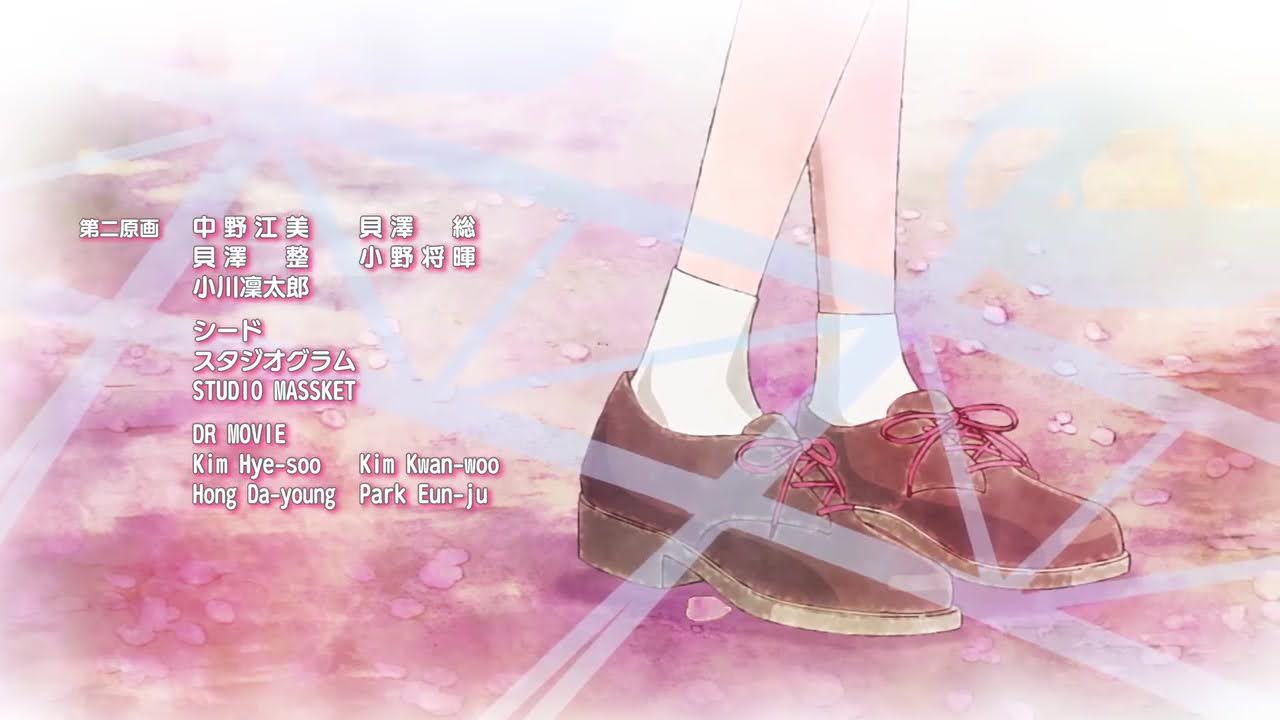 第二原画 中野江美 貝澤 総
貝澤 整 小野将暉
小川凜太郎
シード
スタジオグラム
STUDIO MASSKET
DR MOVIE
Kim Hye-soo Kim Kwan-woo
Hong Da-young Park Eun-ju